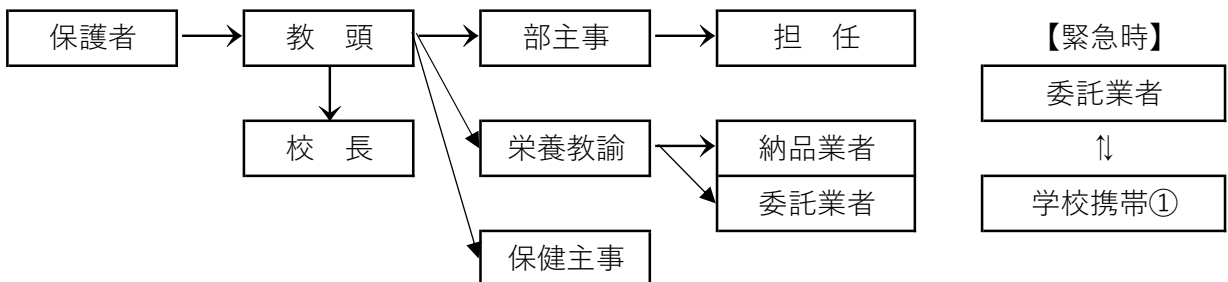 保護者
教　頭
部主事
担　任
【緊急時】
委託業者
校　長
栄養教諭
納品業者
⇅
委託業者
学校携帯①
保健主事